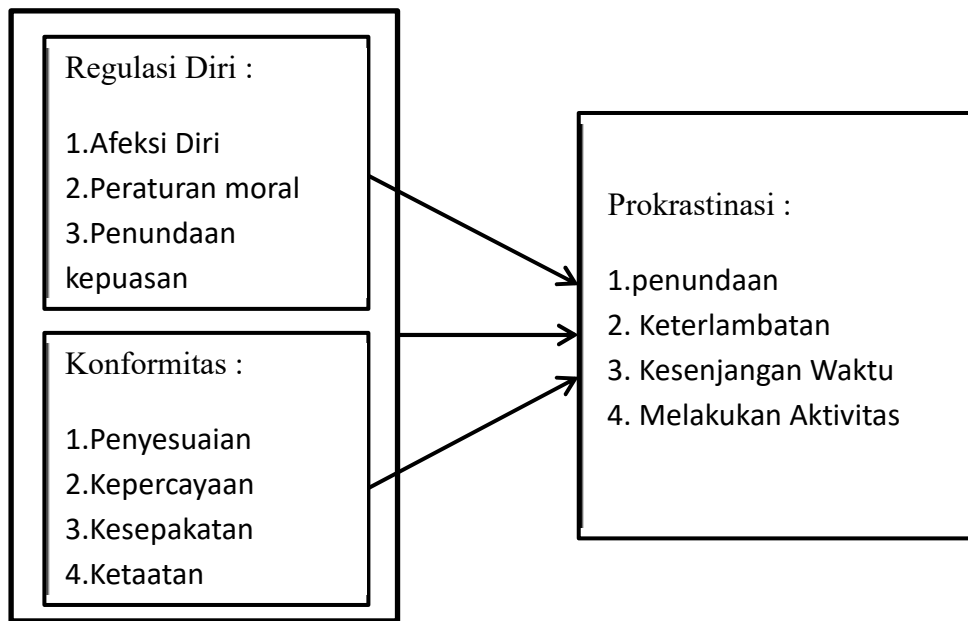 Regulasi Diri :
1.Afeksi Diri
2.Peraturan moral
3.Penundaan
kepuasan
Konformitas :
1.Penyesuaian
2.Kepercayaan
3.Kesepakatan
4.Ketaatan
Prokrastinasi :
1.penundaan
2. Keterlambatan
3. Kesenjangan Waktu
4. Melakukan Aktivitas